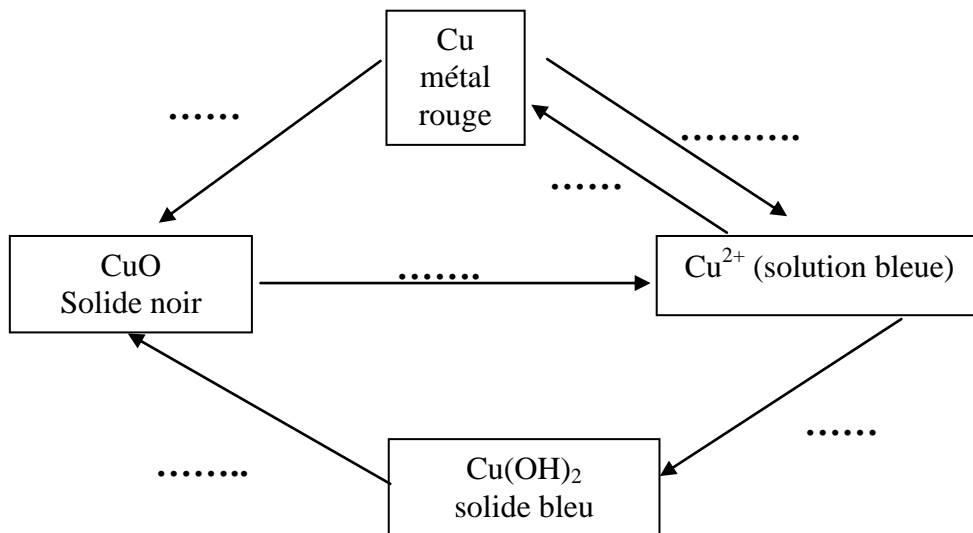 Cu
métal
rouge
......
..........
......
CuO
Solide noir
.......
Cu²⁺ (solution bleue)
......
........
Cu(OH)₂
solide bleu